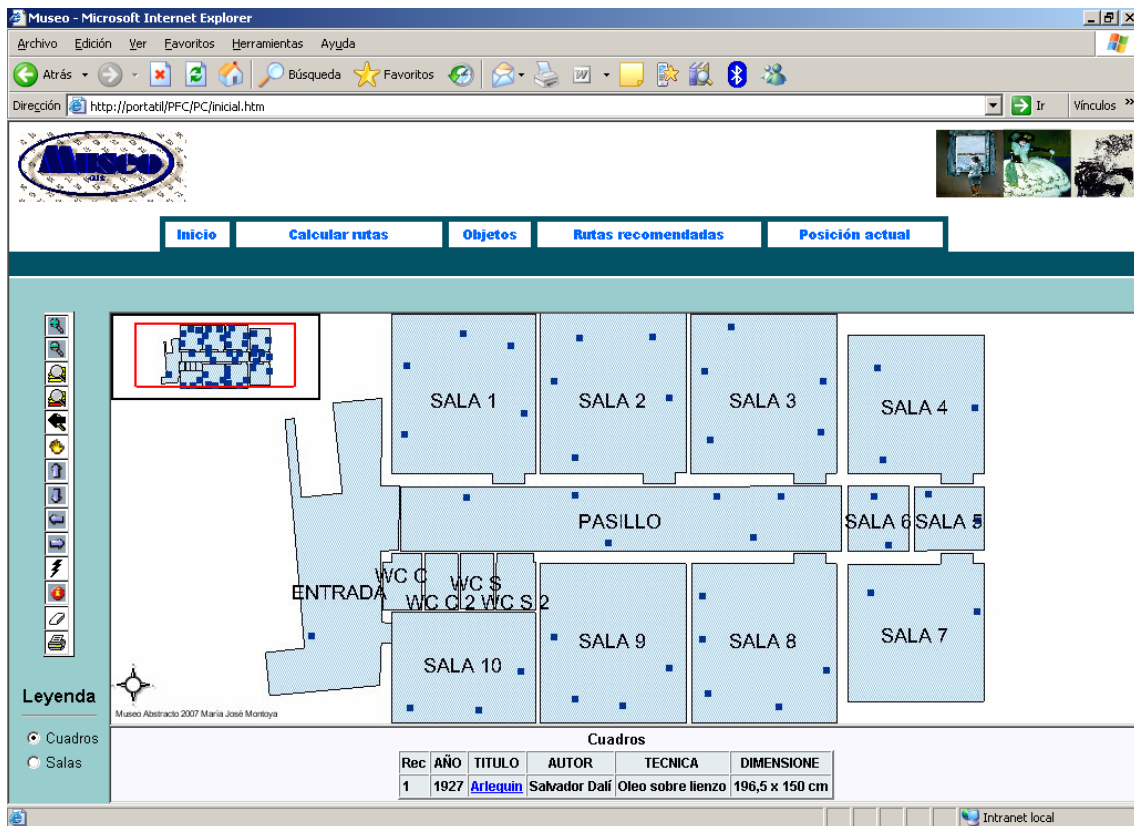 Museo - Microsoft Internet Explorer
Archivo Edición Ver Favoritos Herramientas Ayuda
Atrás Búsqueda Favoritos
Dirección http://portatil/PFC/PC/inicial.htm Ir Vínculos »
Museo
GIS
Inicio Calcular rutas Objetos Rutas recomendadas Posición actual
SALA 1 SALA 2 SALA 3 SALA 4
PASILLO SALA 6 SALA 5
ENTRADA WC C WC S
WC C 2 WC S 2
SALA 10 SALA 9 SALA 8 SALA 7
Museo Abstracto 2007 María José Montoya
Leyenda
Cuadros
Salas
Cuadros
Rec AÑO TITULO AUTOR TECNICA DIMENSIONE
1 1927 Arlequin Salvador Dalí Oleo sobre lienzo 196,5 x 150 cm
Intranet local